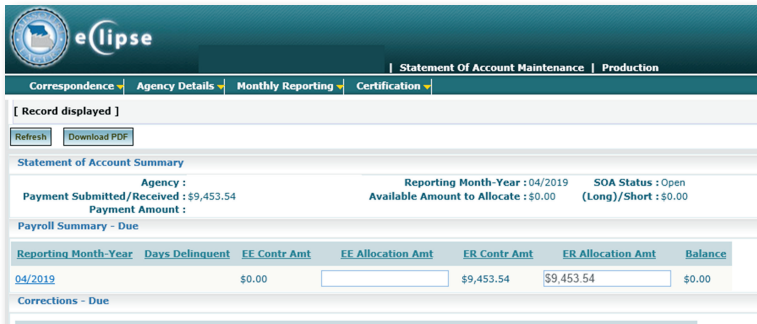 eclipse
| Statement Of Account Maintenance | Production
Correspondence Agency Details Monthly Reporting Certification
[ Record displayed ]
Refresh Download PDF
Statement of Account Summary
Agency : Reporting Month-Year : 04/2019 SOA Status : Open
Payment Submitted/Received : $9,453.54 Available Amount to Allocate : $0.00 (Long)/Short : $0.00
Payment Amount :
Payroll Summary - Due
Reporting Month-Year Days Delinquent EE Contr Amt EE Allocation Amt ER Contr Amt ER Allocation Amt Balance
04/2019 $0.00 $9,453.54 $9,453.54 $0.00
Corrections - Due